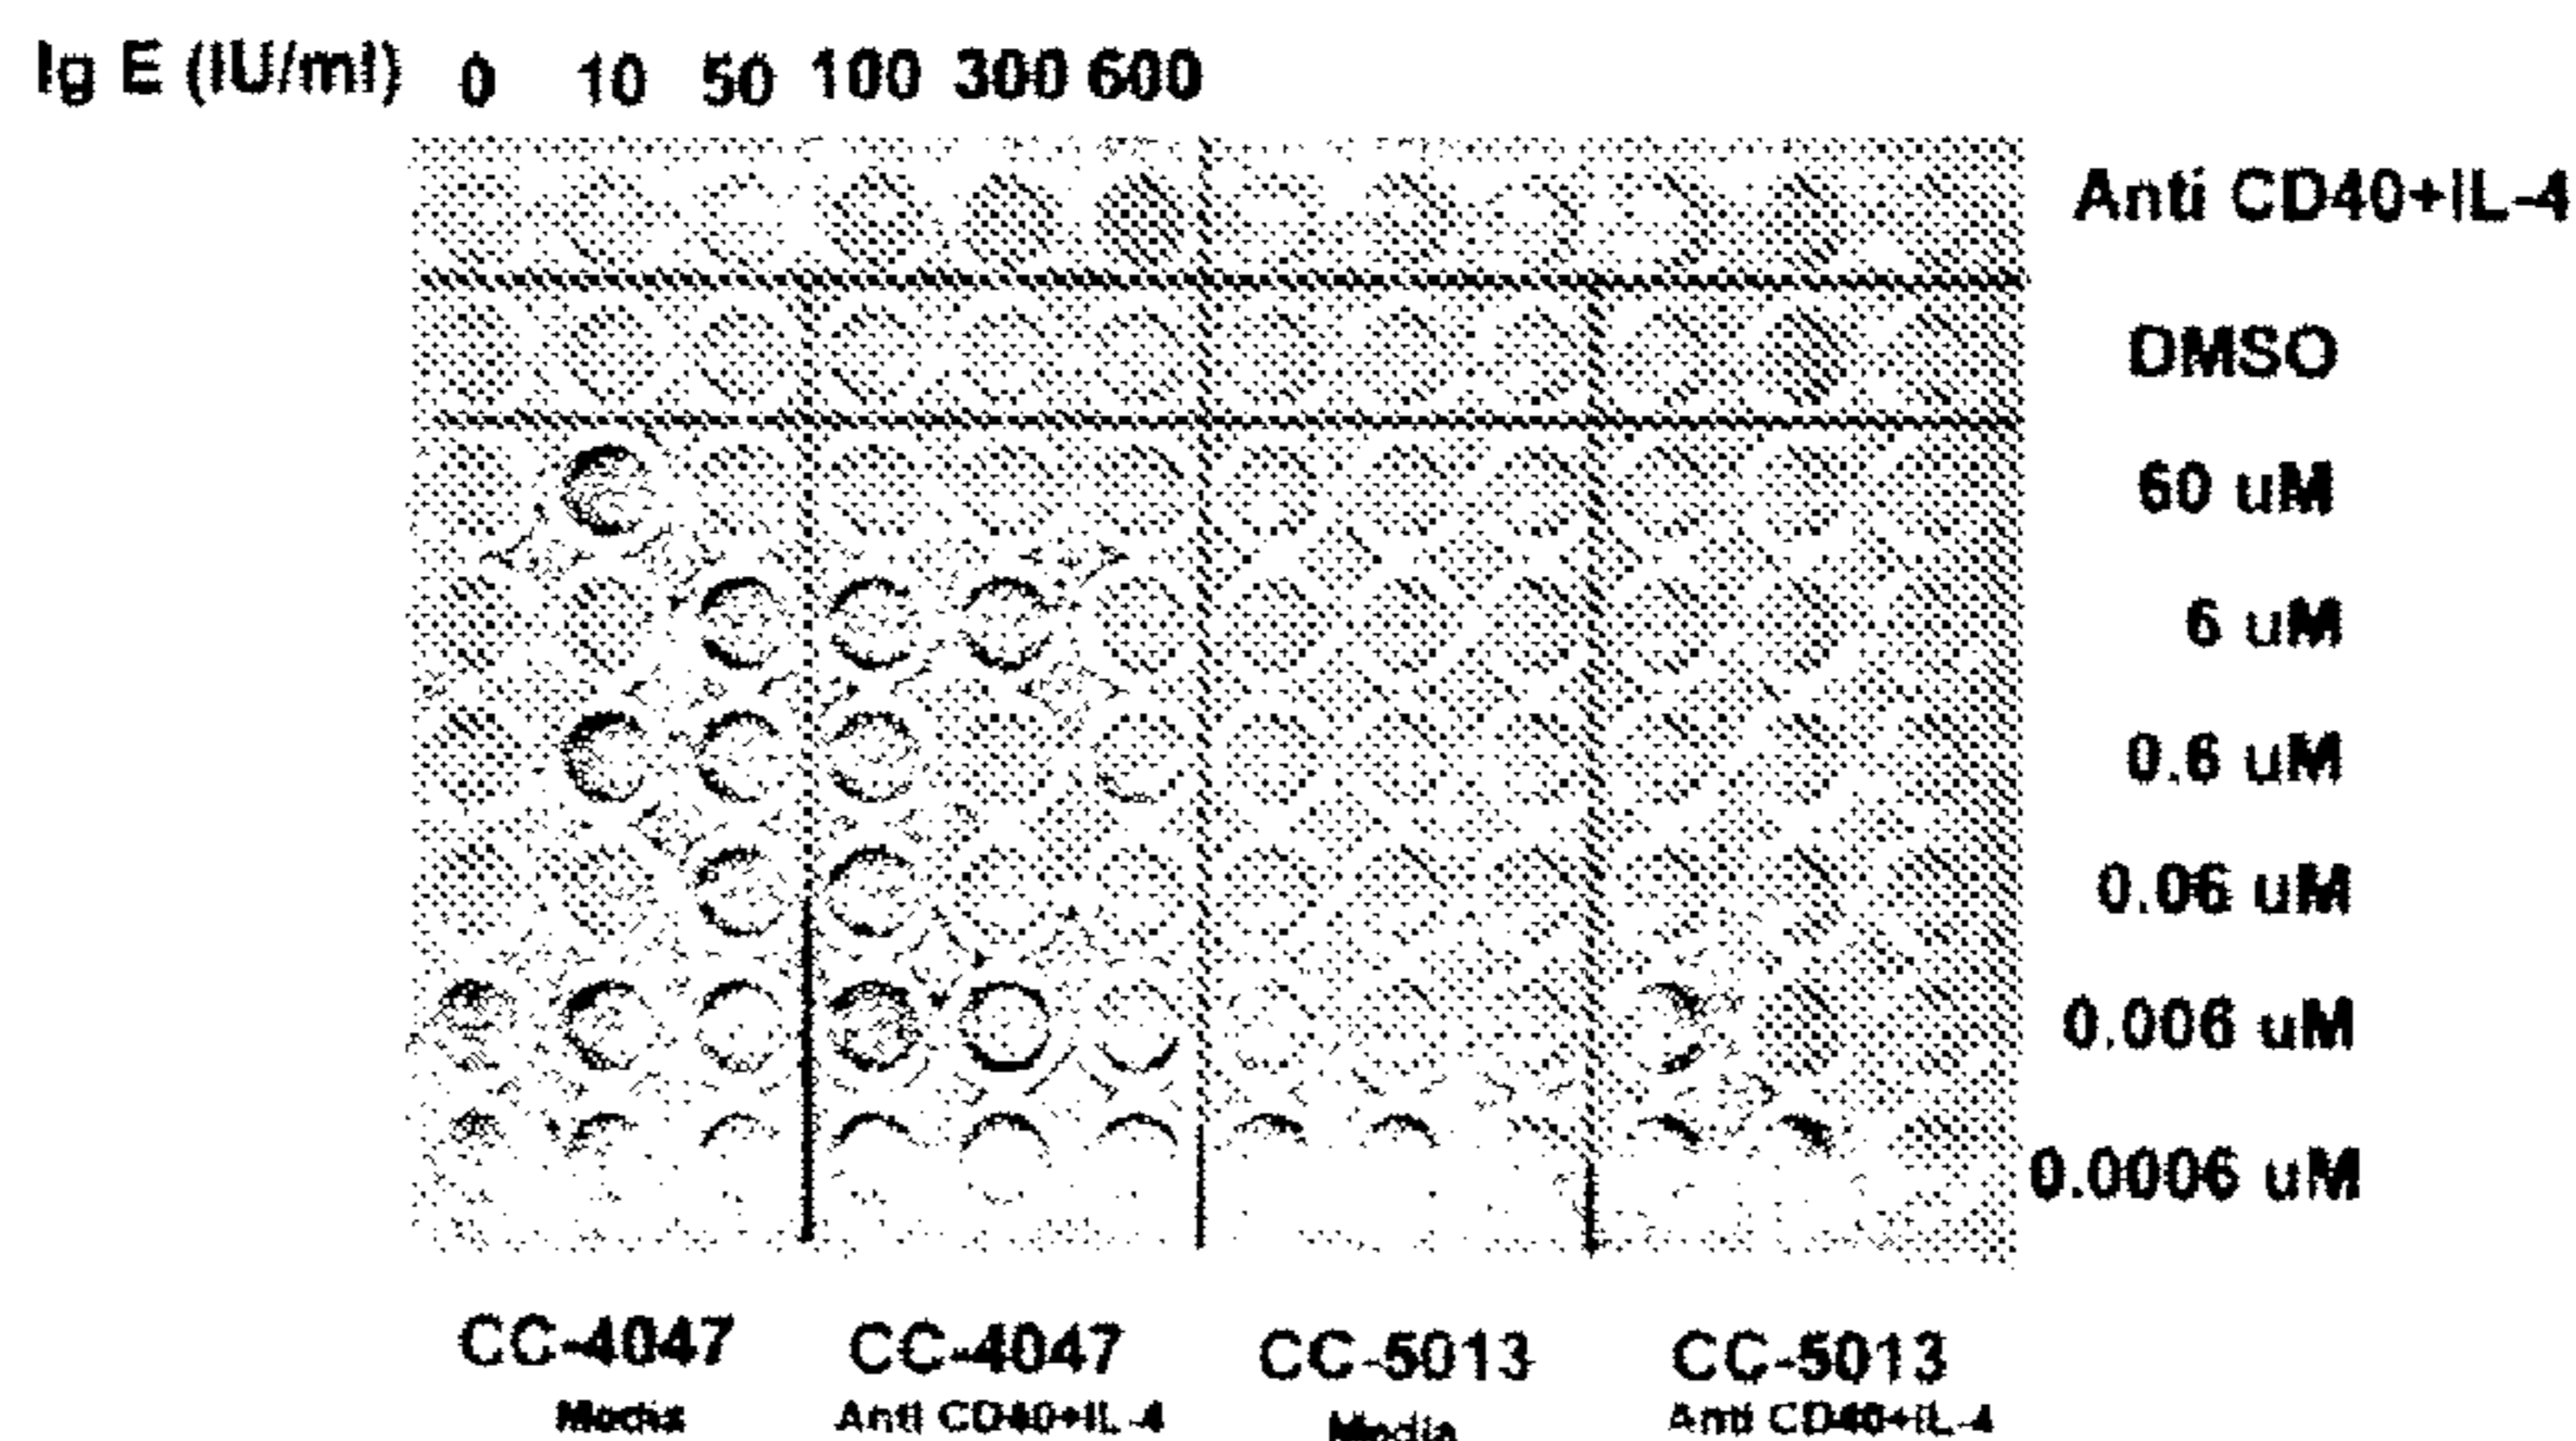 Ig E (IU/ml) 0 10 50 100 300 600
Anti CD40+IL-4
DMSO
60 uM
6 uM
0.6 uM
0.06 uM
0.006 uM
0.0006 uM
CC-4047 CC-4047 CC-5013 CC-5013
Media Anti CD40+IL-4 Media Anti CD40+IL-4